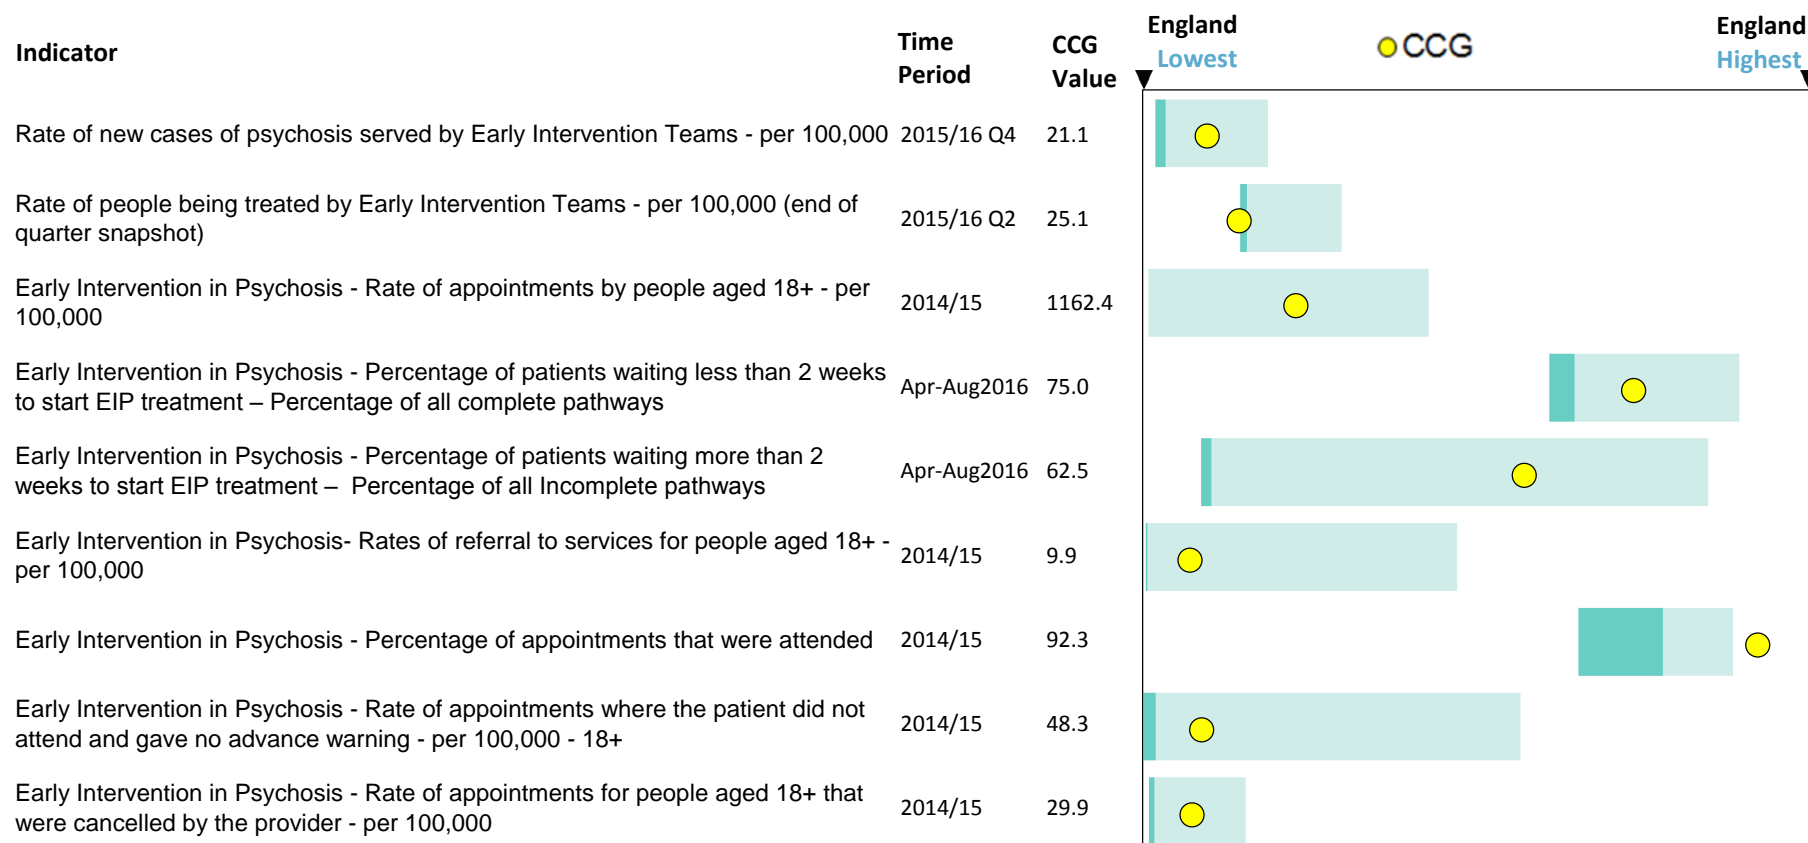 Indicator
Time Period
CCG Value
England Lowest
CCG
England Highest
Rate of new cases of psychosis served by Early Intervention Teams - per 100,000 2015/16 Q4 21.1
Rate of people being treated by Early Intervention Teams - per 100,000 (end of
quarter snapshot)
2015/16 Q2 25.1
Early Intervention in Psychosis - Rate of appointments by people aged 18+ - per
100,000
2014/15 1162.4
Early Intervention in Psychosis - Percentage of patients waiting less than 2 weeks
to start EIP treatment – Percentage of all complete pathways
Apr-Aug2016 75.0
Early Intervention in Psychosis - Percentage of patients waiting more than 2
weeks to start EIP treatment – Percentage of all Incomplete pathways
Apr-Aug2016 62.5
Early Intervention in Psychosis- Rates of referral to services for people aged 18+ -
per 100,000
2014/15 9.9
Early Intervention in Psychosis - Percentage of appointments that were attended 2014/15 92.3
Early Intervention in Psychosis - Rate of appointments where the patient did not
attend and gave no advance warning - per 100,000 - 18+
2014/15 48.3
Early Intervention in Psychosis - Rate of appointments for people aged 18+ that
were cancelled by the provider - per 100,000
2014/15 29.9